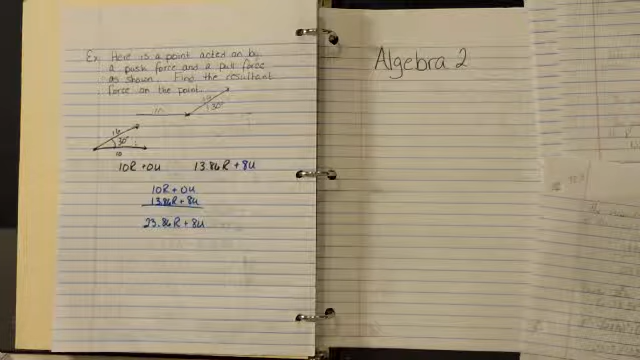 Ex. Here is a point acted on by
a push force and a pull force
as shown. Find the resultant
force on the point.
30°
16
30°
10
10R + 0U 13.86R + 8U
10R + 0U
13.86R + 8U
23.86R + 8U
Algebra 2